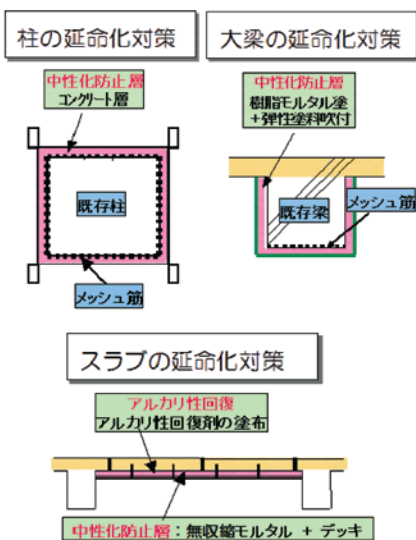 柱の延命化対策
中性化防止層
コンクリート層
既存柱
メッシュ筋
大梁の延命化対策
中性化防止層
樹脂モルタル塗
+弾性塗料吹付
既存梁
メッシュ筋
スラブの延命化対策
アルカリ性回復
アルカリ性回復剤の塗布
中性化防止層：無収縮モルタル + デッキ